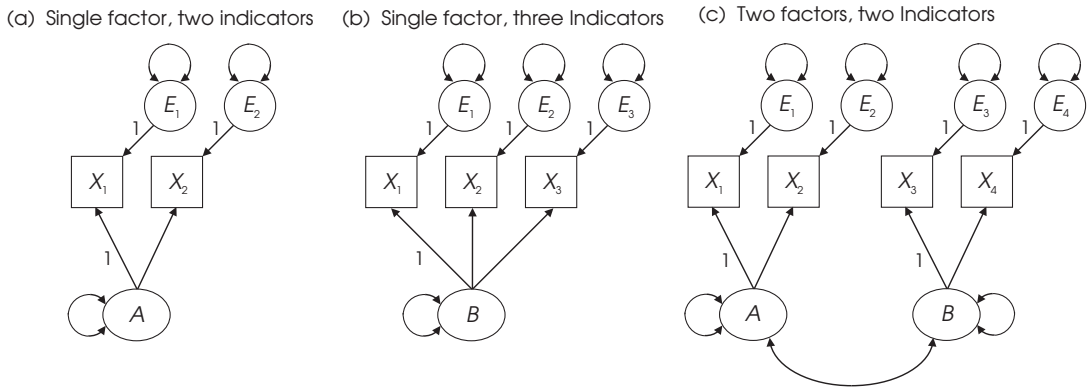 (a) Single factor, two indicators
E₁ E₂
1 1
X₁ X₂
1
A
(b) Single factor, three Indicators
E₁ E₂ E₃
1 1 1
X₁ X₂ X₃
1
B
(c) Two factors, two Indicators
E₁ E₂ E₃ E₄
1 1 1 1
X₁ X₂ X₃ X₄
1 1
A B